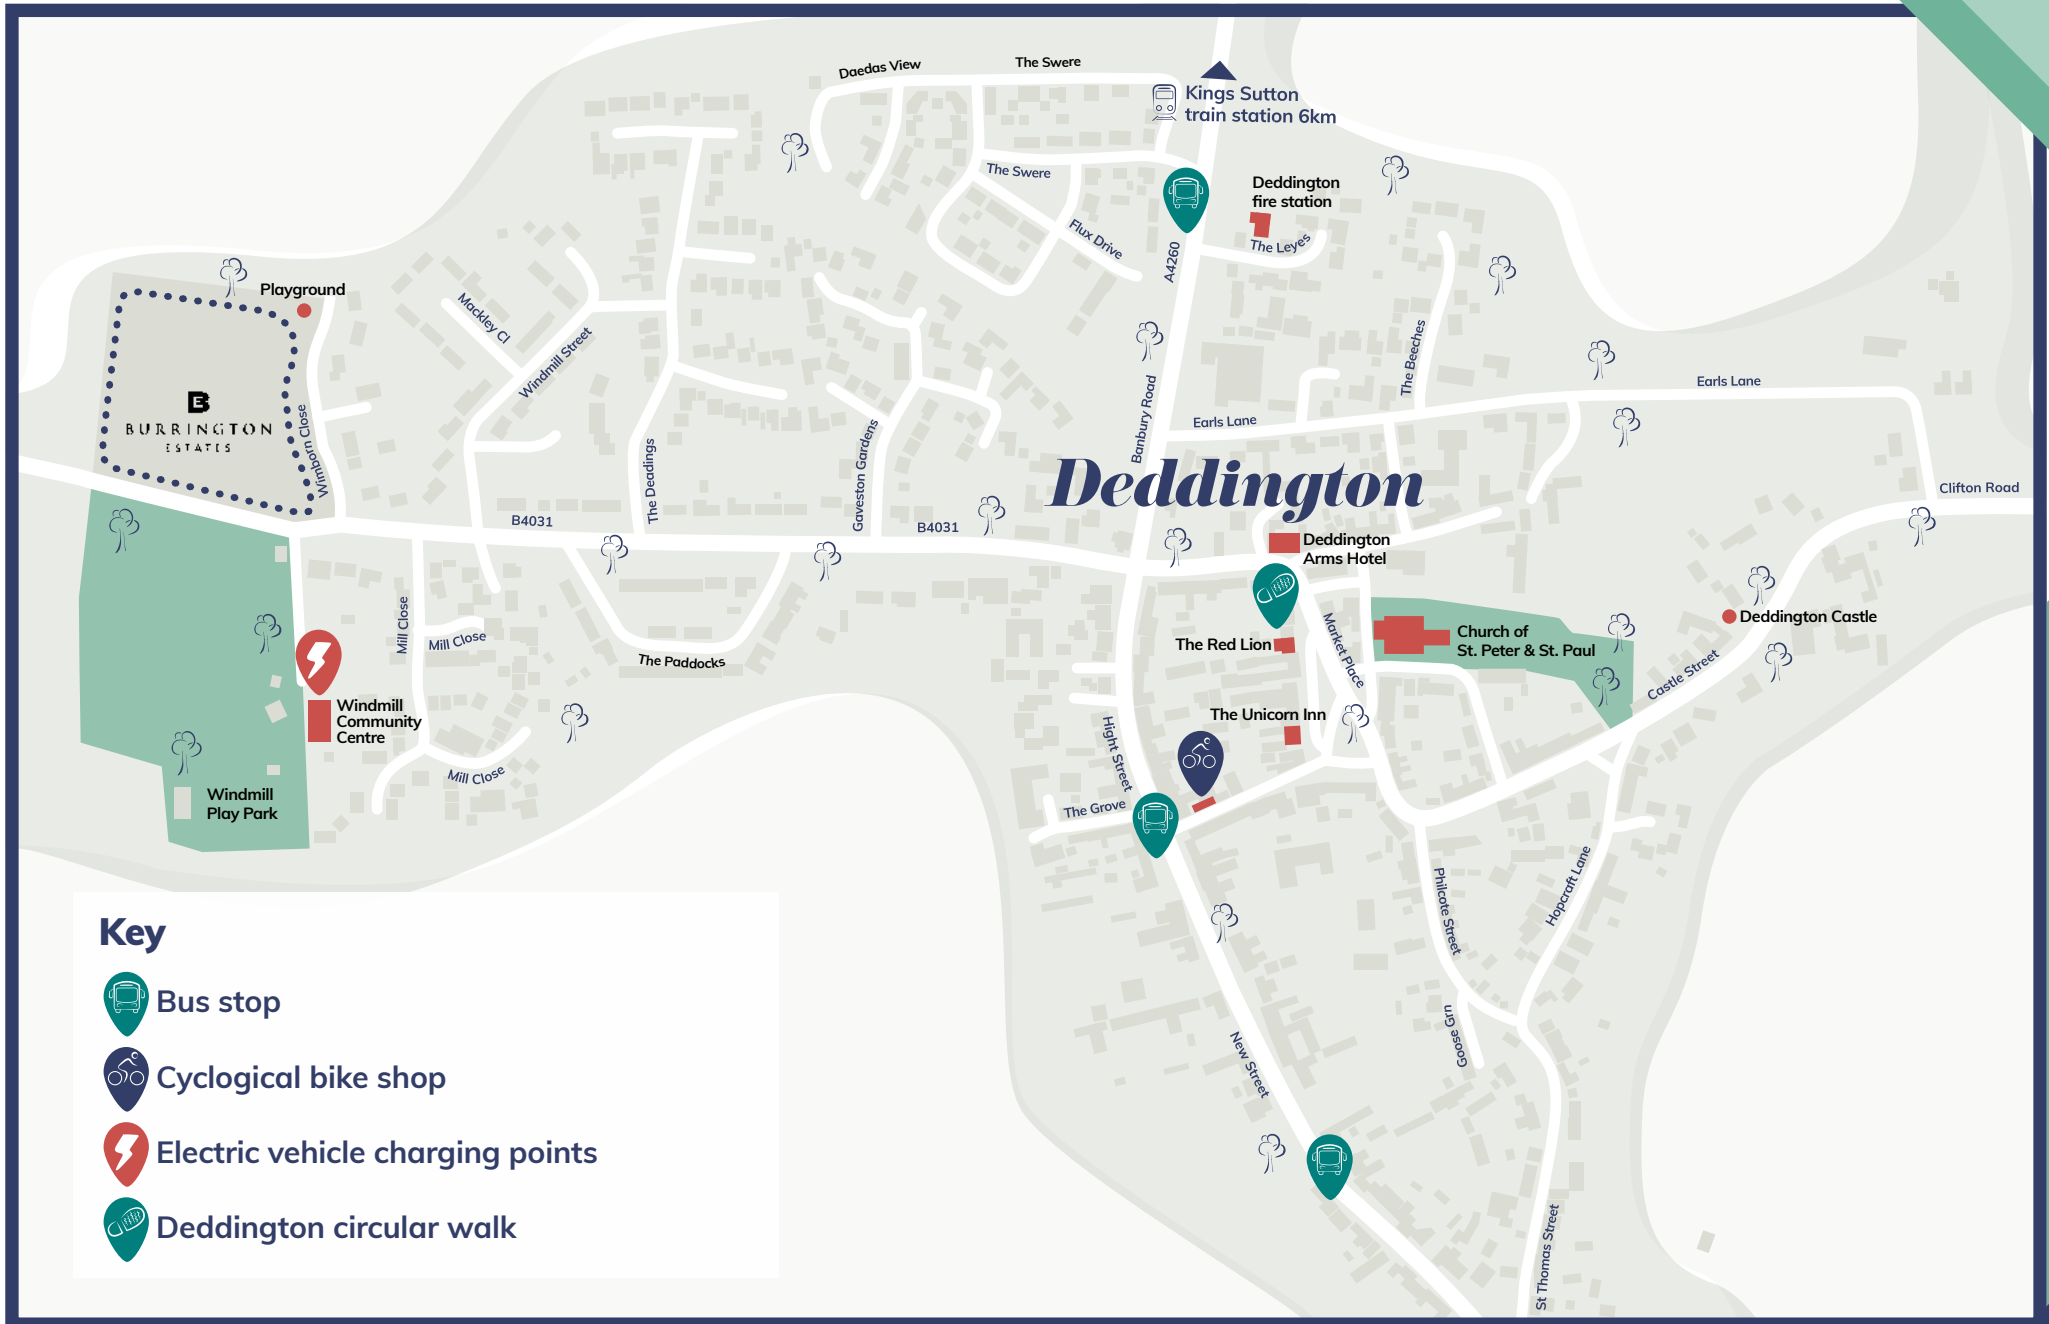 Daedas View
The Swere
Kings Sutton
train station 6km
The Swere
Deddington
fire station
Flux Drive
The Leyes
A4260
Playground
Mackley Cl
Windmill Street
The Beeches
Banbury Road
Earls Lane
Earls Lane
BURRINGTON
ESTATES
Wimborn Close
The Deadings
Gaveston Gardens
Deddington
Clifton Road
B4031
B4031
Deddington
Arms Hotel
Mill Close
Mill Close
The Paddocks
The Red Lion
Market Place
Church of
St. Peter & St. Paul
Deddington Castle
Castle Street
Windmill
Community
Centre
The Unicorn Inn
Hight Street
Mill Close
Windmill
Play Park
The Grove
Philcote Street
Hopcraft Lane
Goose Grn
New Street
St Thomas Street
Key
Bus stop
Cyclogical bike shop
Electric vehicle charging points
Deddington circular walk